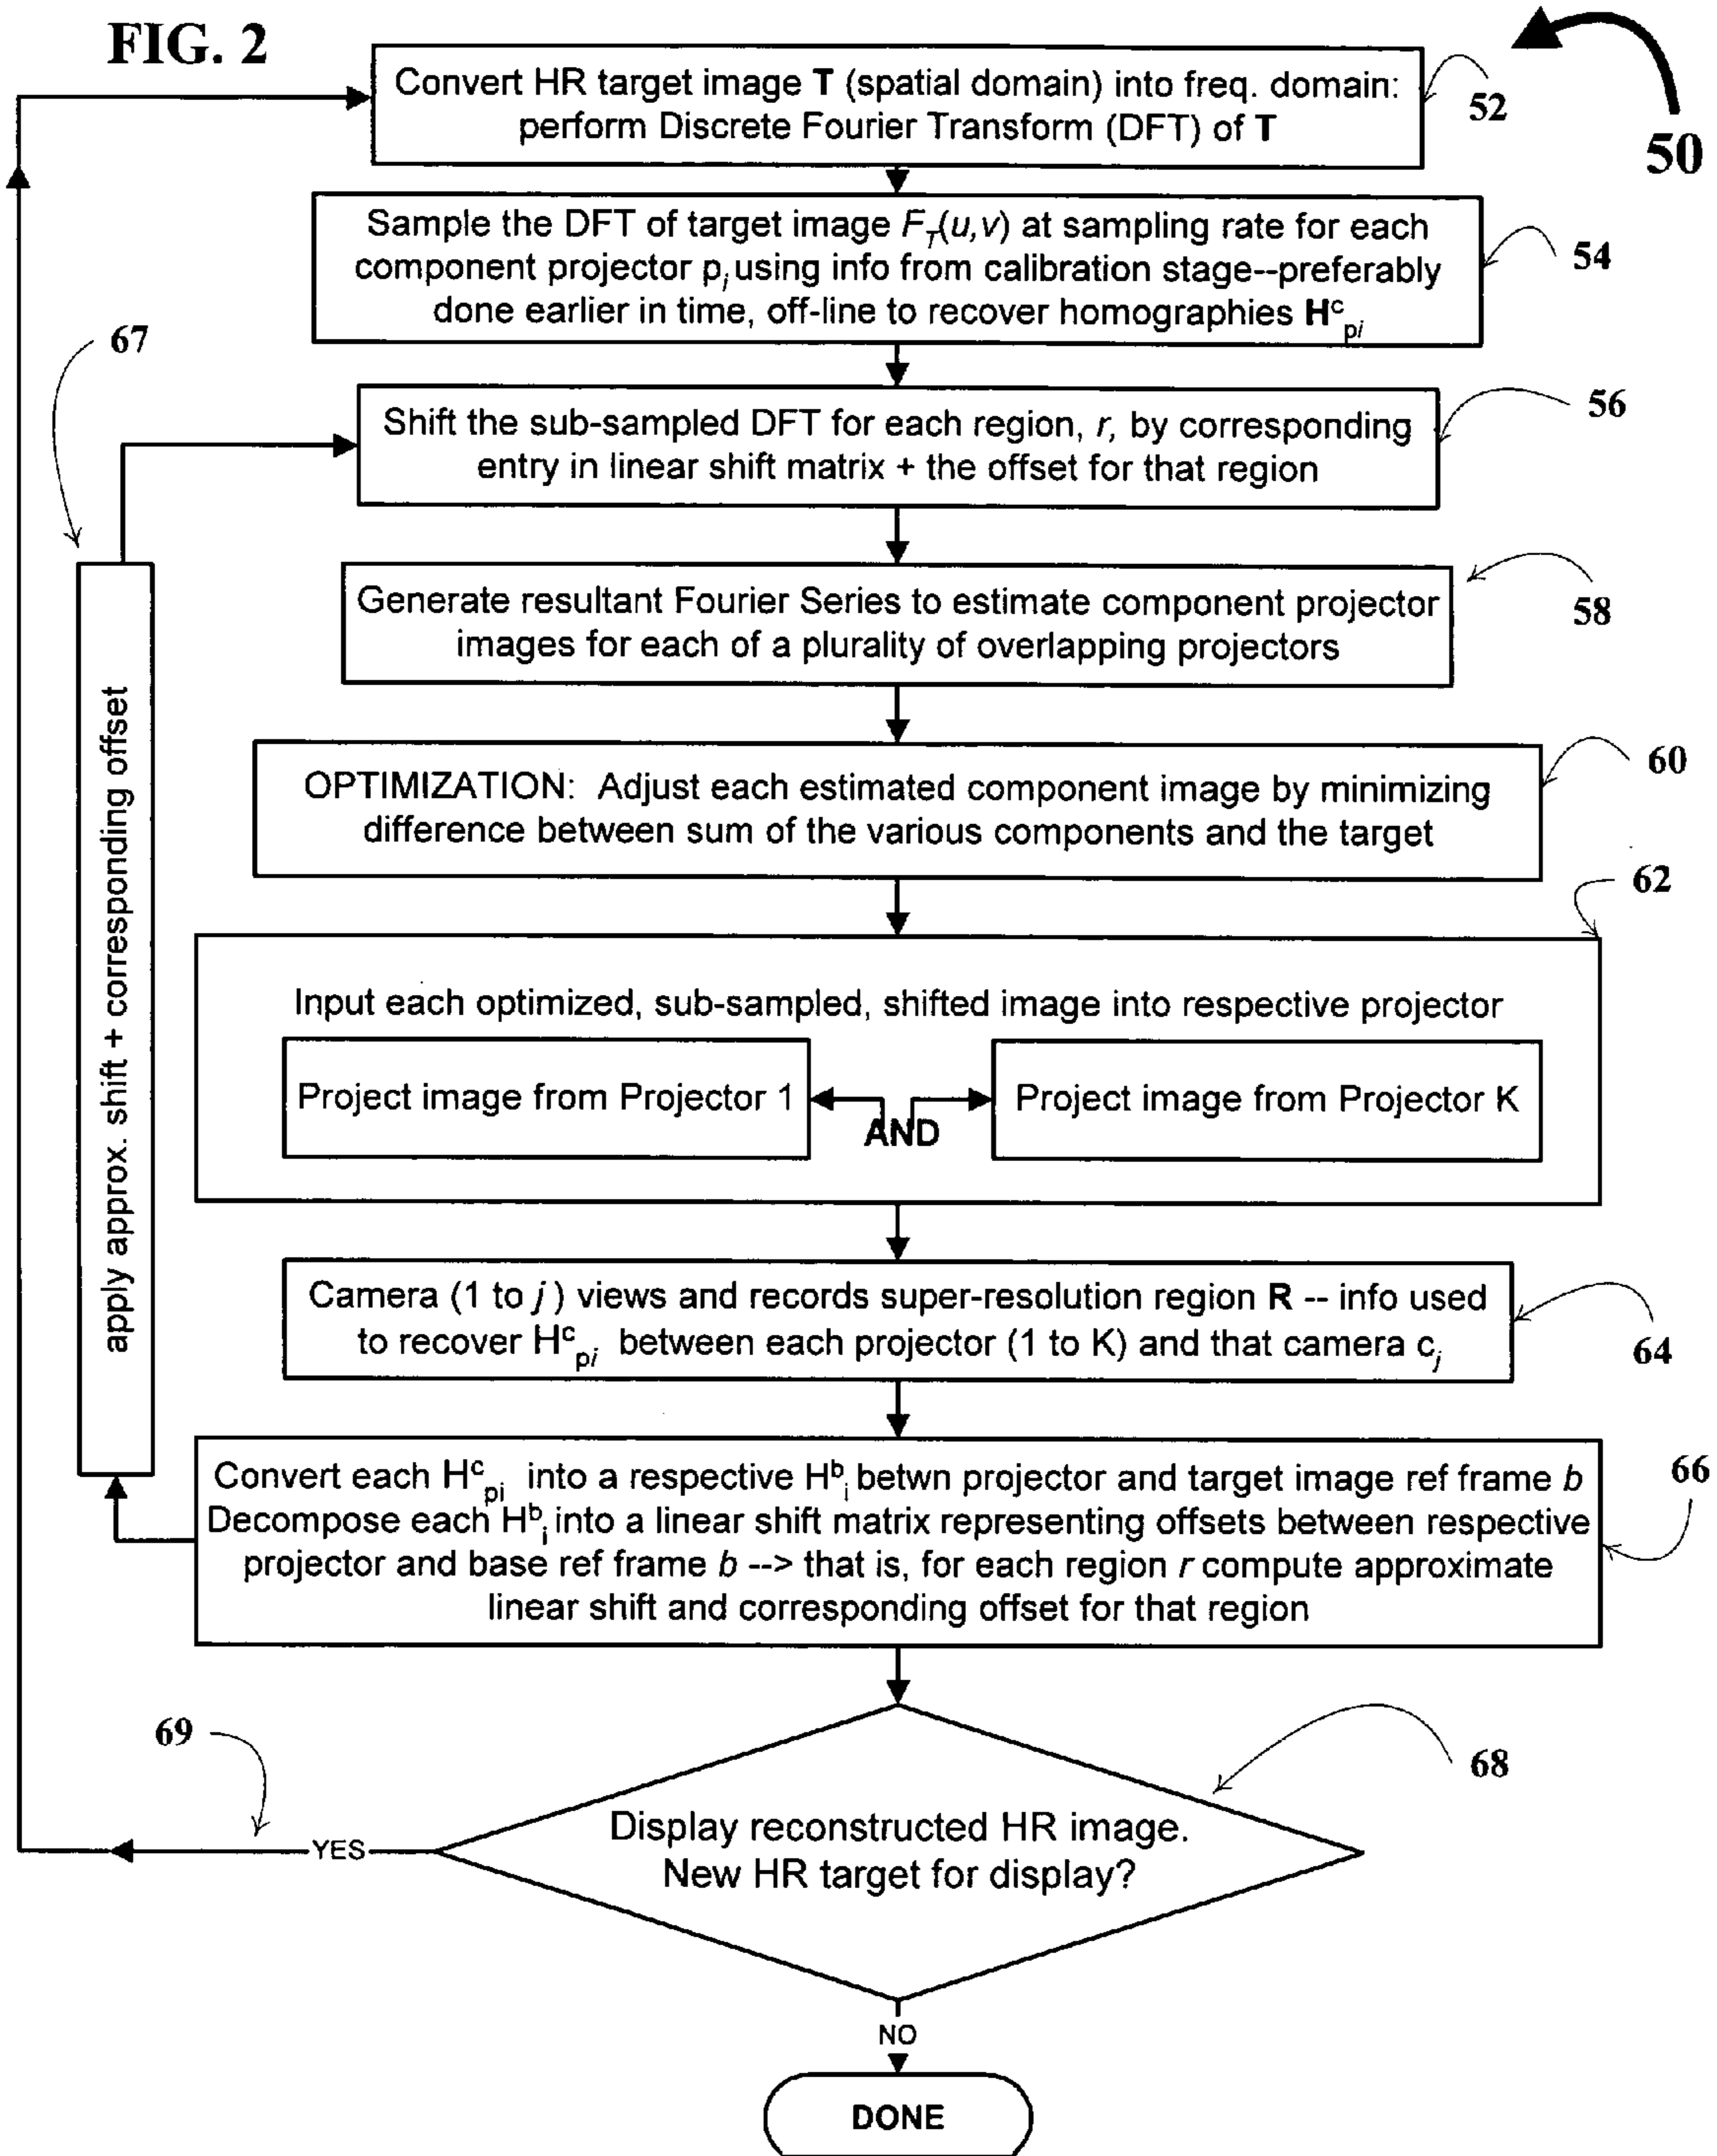 FIG. 2
50
Convert HR target image T (spatial domain) into freq. domain:
perform Discrete Fourier Transform (DFT) of T
52
Sample the DFT of target image F_T(u,v) at sampling rate for each
component projector p_i using info from calibration stage--preferably
done earlier in time, off-line to recover homographies H^c_pi
54
67
Shift the sub-sampled DFT for each region, r, by corresponding
entry in linear shift matrix + the offset for that region
56
Generate resultant Fourier Series to estimate component projector
images for each of a plurality of overlapping projectors
58
apply approx. shift + corresponding offset
OPTIMIZATION: Adjust each estimated component image by minimizing
difference between sum of the various components and the target
60
62
Input each optimized, sub-sampled, shifted image into respective projector
Project image from Projector 1
AND
Project image from Projector K
Camera (1 to j ) views and records super-resolution region R -- info used
to recover H^c_pi between each projector (1 to K) and that camera c_j
64
Convert each H^c_pi into a respective H^b_i betwn projector and target image ref frame b
Decompose each H^b_i into a linear shift matrix representing offsets between respective
projector and base ref frame b --> that is, for each region r compute approximate
linear shift and corresponding offset for that region
66
69
68
Display reconstructed HR image.
New HR target for display?
YES
NO
DONE